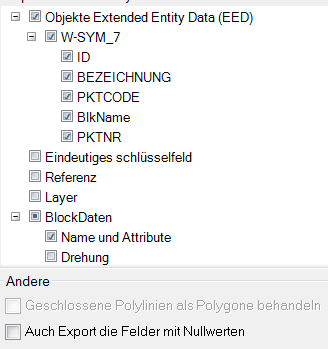 Objekte Extended Entity Data (EED)
W-SYM_7
ID
BEZEICHNUNG
PKTCODE
BlkName
PKTNR
Eindeutiges schlüsselfeld
Referenz
Layer
BlockDaten
Name und Attribute
Drehung
Andere
Geschlossene Polylinien als Polygone behandeln
Auch Export die Felder mit Nullwerten